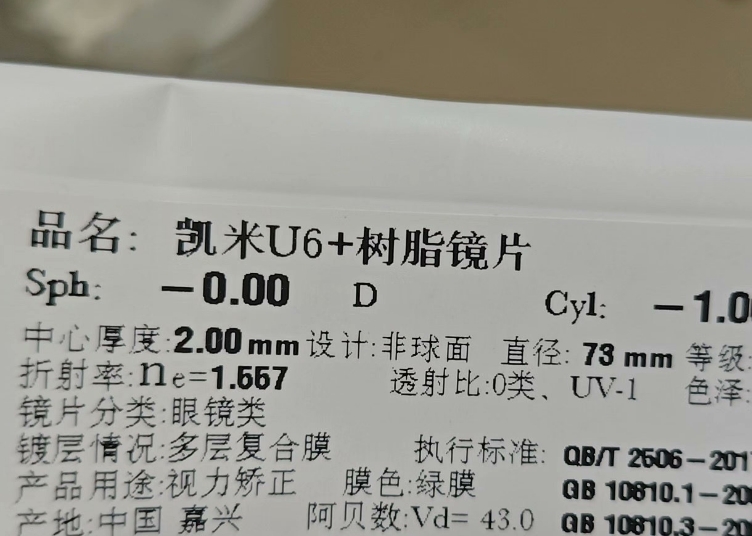 品名: 凯米U6+树脂镜片
Sph: −0.00 D Cyl: −1.0
中心厚度:2.00mm 设计:非球面 直径: 73 mm 等级:
折射率:ne=1.557 透射比:0类、UV-1 色泽:
镜片分类:眼镜类
镀层情况:多层复合膜 执行标准: QB/T 2506－201
产品用途:视力矫正 膜色:绿膜 GB 10810.1－20
产地:中国 嘉兴 阿贝数:Vd= 43.0 GB 10810.3－20